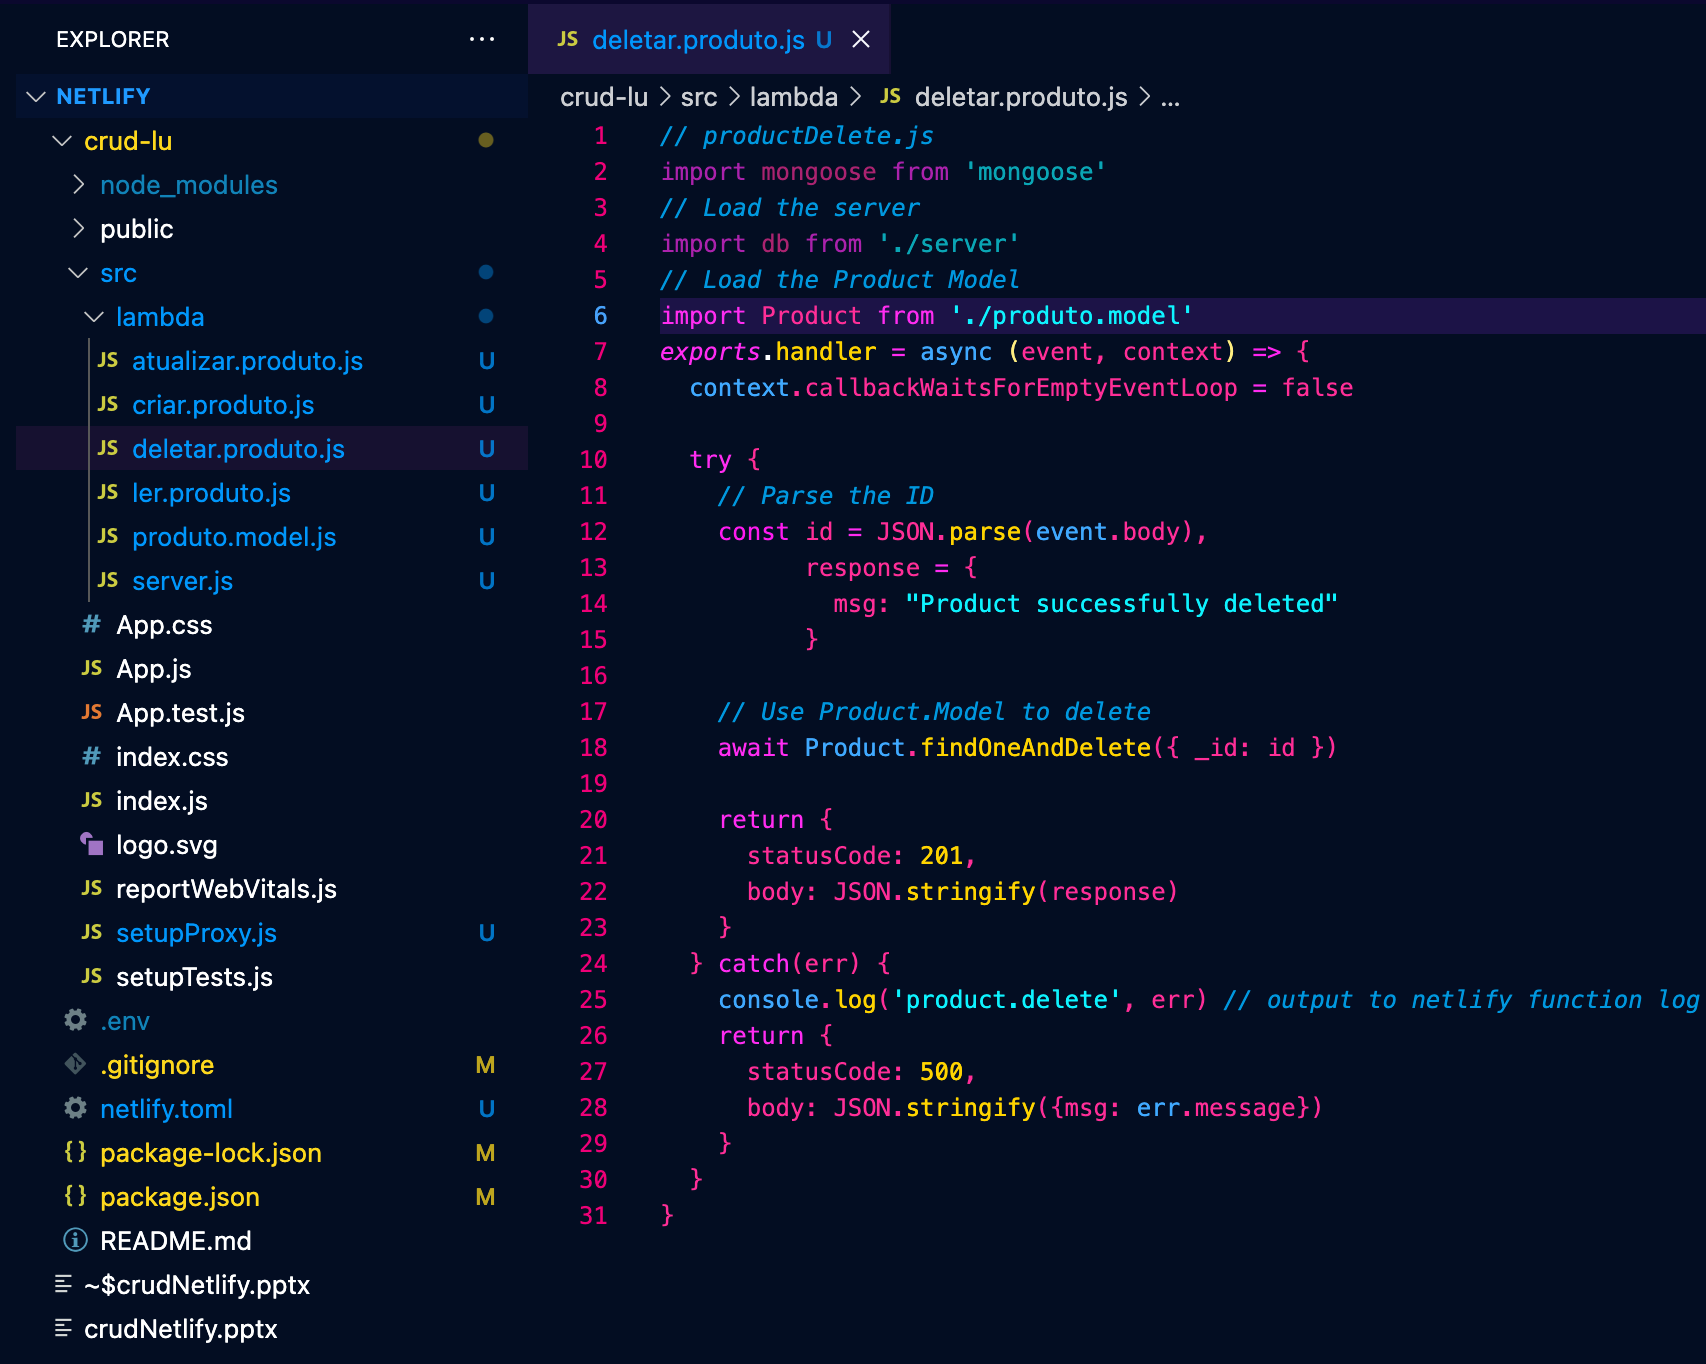 EXPLORER ...
NETLIFY
crud-lu
node_modules
public
src
lambda
JS atualizar.produto.js U
JS criar.produto.js U
JS deletar.produto.js U
JS ler.produto.js U
JS produto.model.js U
JS server.js U
# App.css
JS App.js
JS App.test.js
# index.css
JS index.js
logo.svg
JS reportWebVitals.js
JS setupProxy.js U
JS setupTests.js
.env
.gitignore M
netlify.toml U
{} package-lock.json M
{} package.json M
README.md
~$crudNetlify.pptx
crudNetlify.pptx
JS deletar.produto.js U ×
crud-lu > src > lambda > JS deletar.produto.js > ...
1 // productDelete.js
2 import mongoose from 'mongoose'
3 // Load the server
4 import db from './server'
5 // Load the Product Model
6 import Product from './produto.model'
7 exports.handler = async (event, context) => {
8   context.callbackWaitsForEmptyEventLoop = false
9
10   try {
11     // Parse the ID
12     const id = JSON.parse(event.body),
13           response = {
14             msg: "Product successfully deleted"
15           }
16
17     // Use Product.Model to delete
18     await Product.findOneAndDelete({ _id: id })
19
20     return {
21       statusCode: 201,
22       body: JSON.stringify(response)
23     }
24   } catch(err) {
25     console.log('product.delete', err) // output to netlify function log
26     return {
27       statusCode: 500,
28       body: JSON.stringify({msg: err.message})
29     }
30   }
31 }